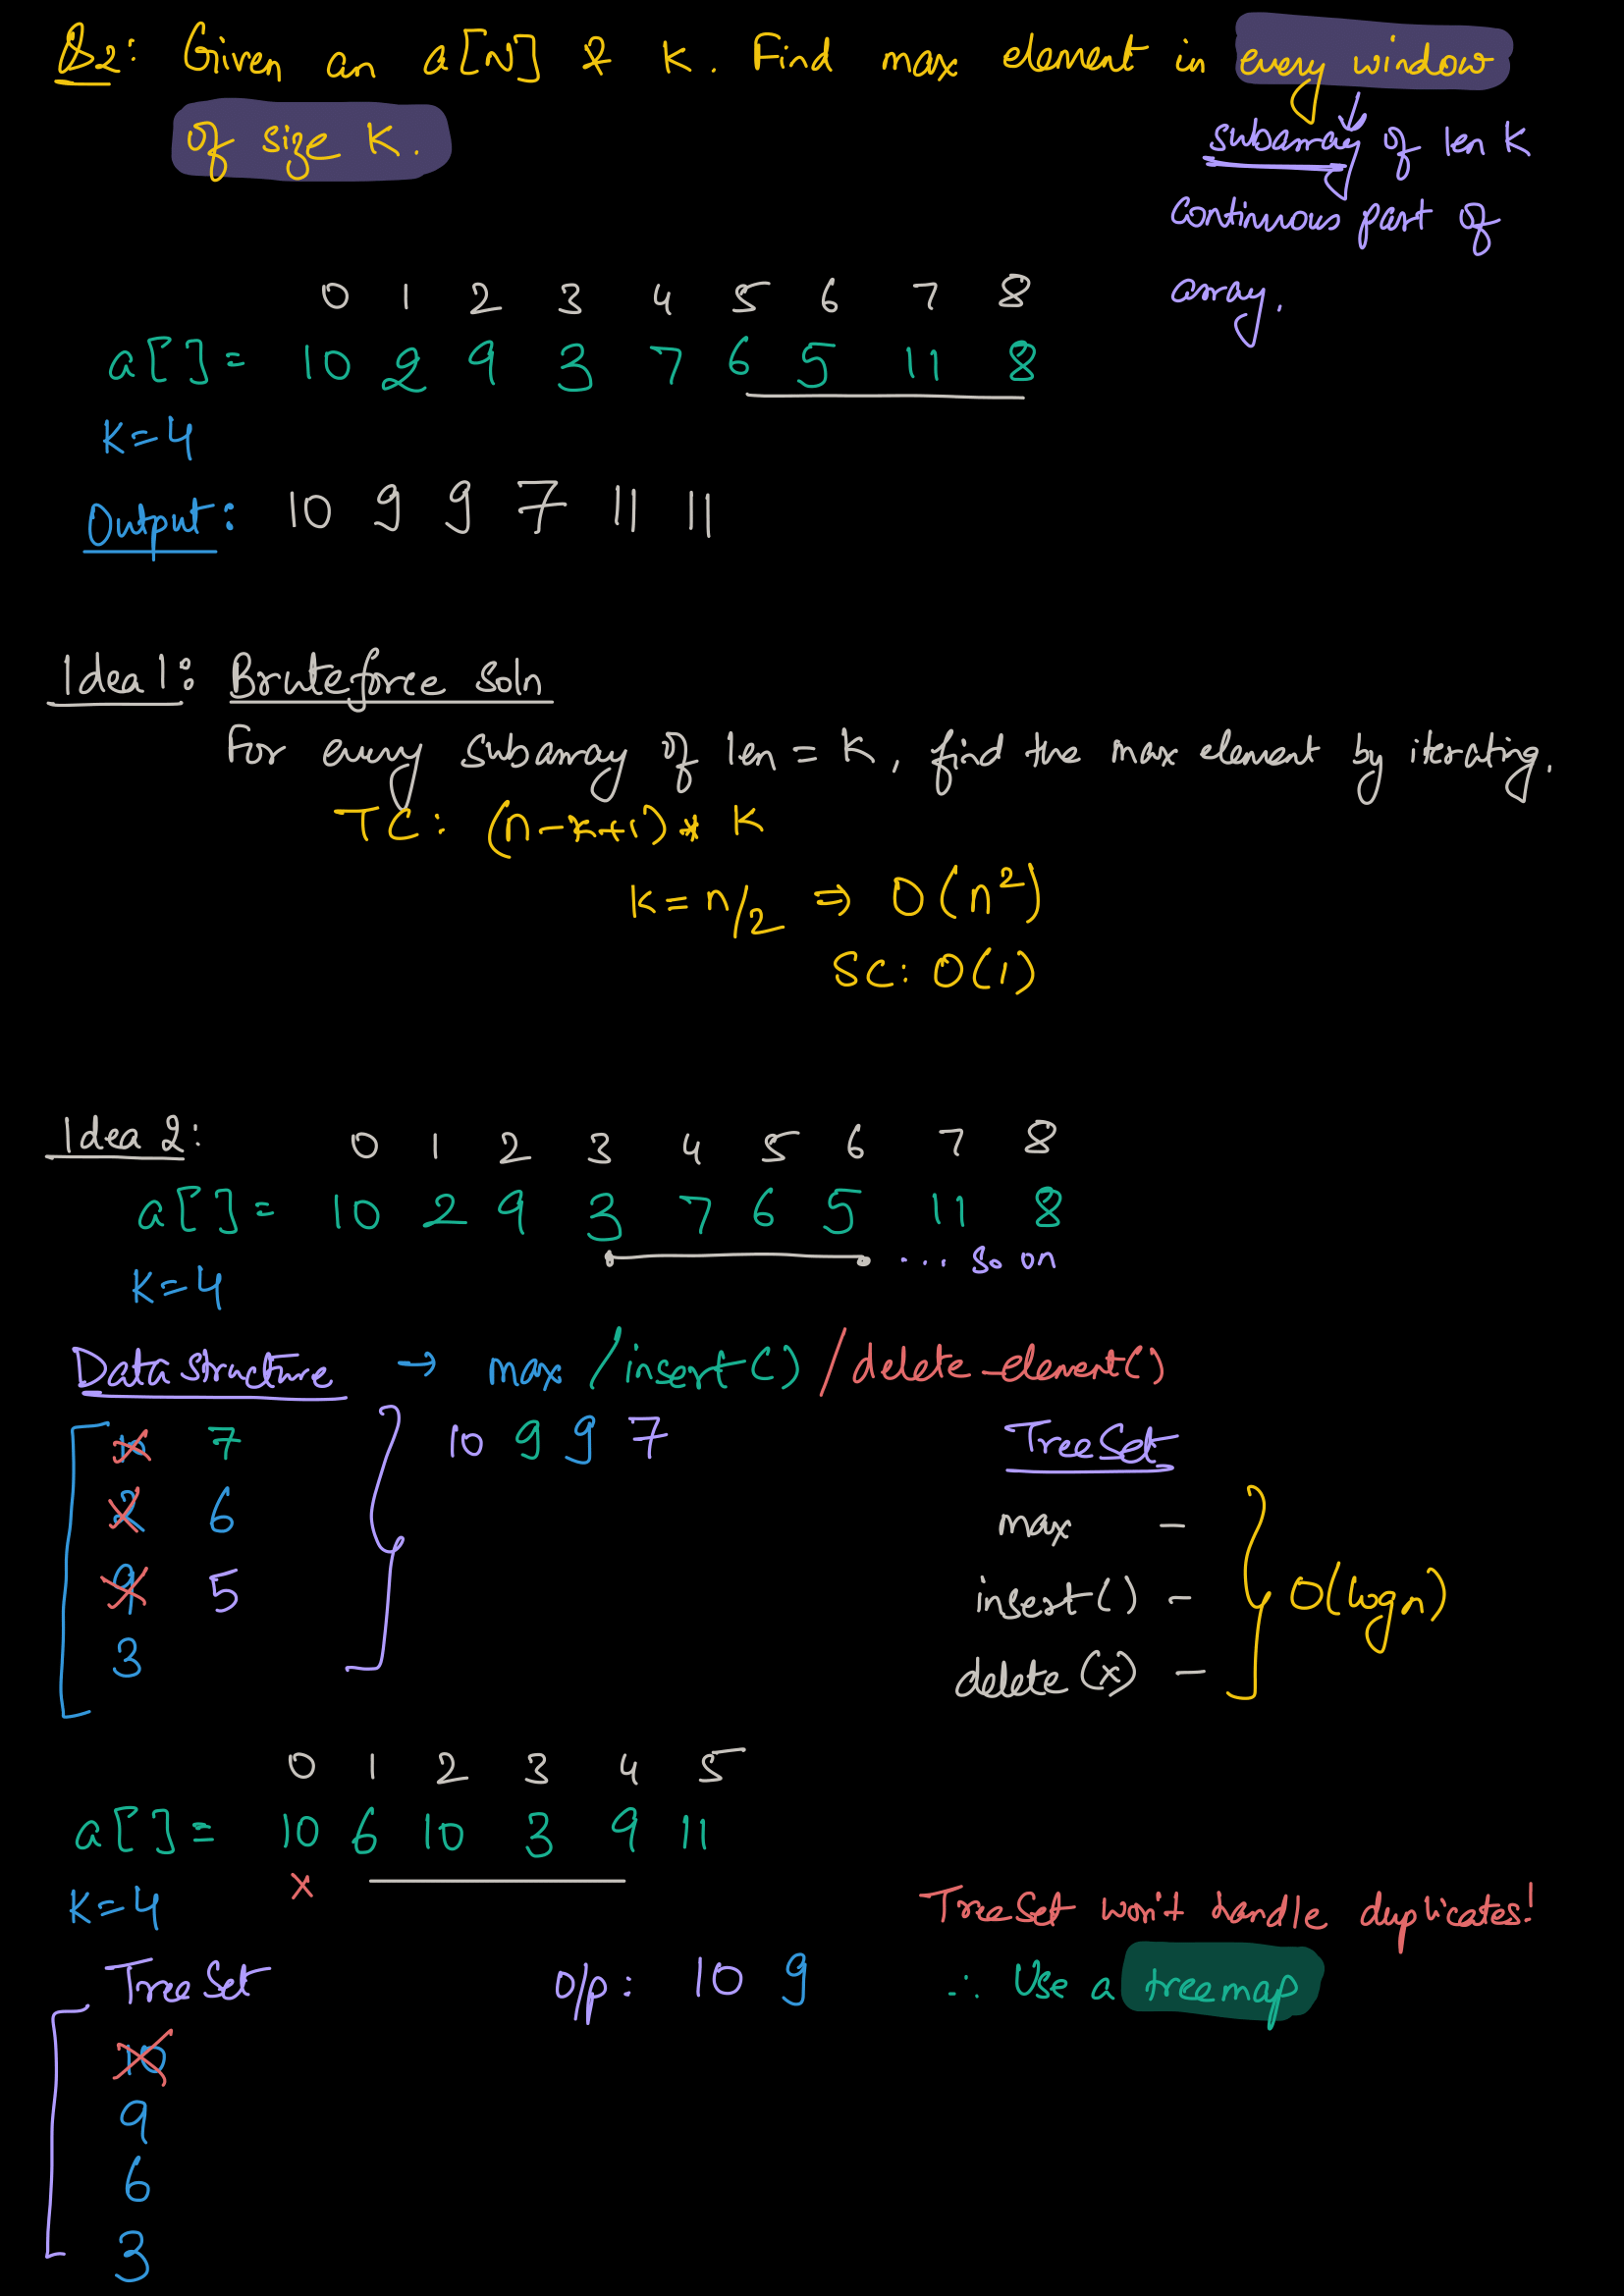 Q2: Given an a[N] & K. Find max element in every window
of size K.
subarray of len K
continuous part of
array.
0 1 2 3 4 5 6 7 8
a[] = 10 2 9 3 7 6 5 11 8
K=4
Output: 10 9 9 7 11 11
Idea 1: Bruteforce soln
For every subarray of len = K, find the max element by iterating.
TC: (n-k+1)* K
K = n/2 ⇒ O(n²)
SC: O(1)
Idea 2: 0 1 2 3 4 5 6 7 8
a[] = 10 2 9 3 7 6 5 11 8
... so on
K=4
Data Structure → max /insert() /delete_element()
10 7
2 6
9 5
3
10 9 9 7
TreeSet
max -
insert() -
delete(x) -
O(log n)
0 1 2 3 4 5
a[] = 10 6 10 3 9 11
x
K=4
TreeSet won't handle duplicates!
∴ Use a treemap
TreeSet
o/p: 10 9
10
9
6
3